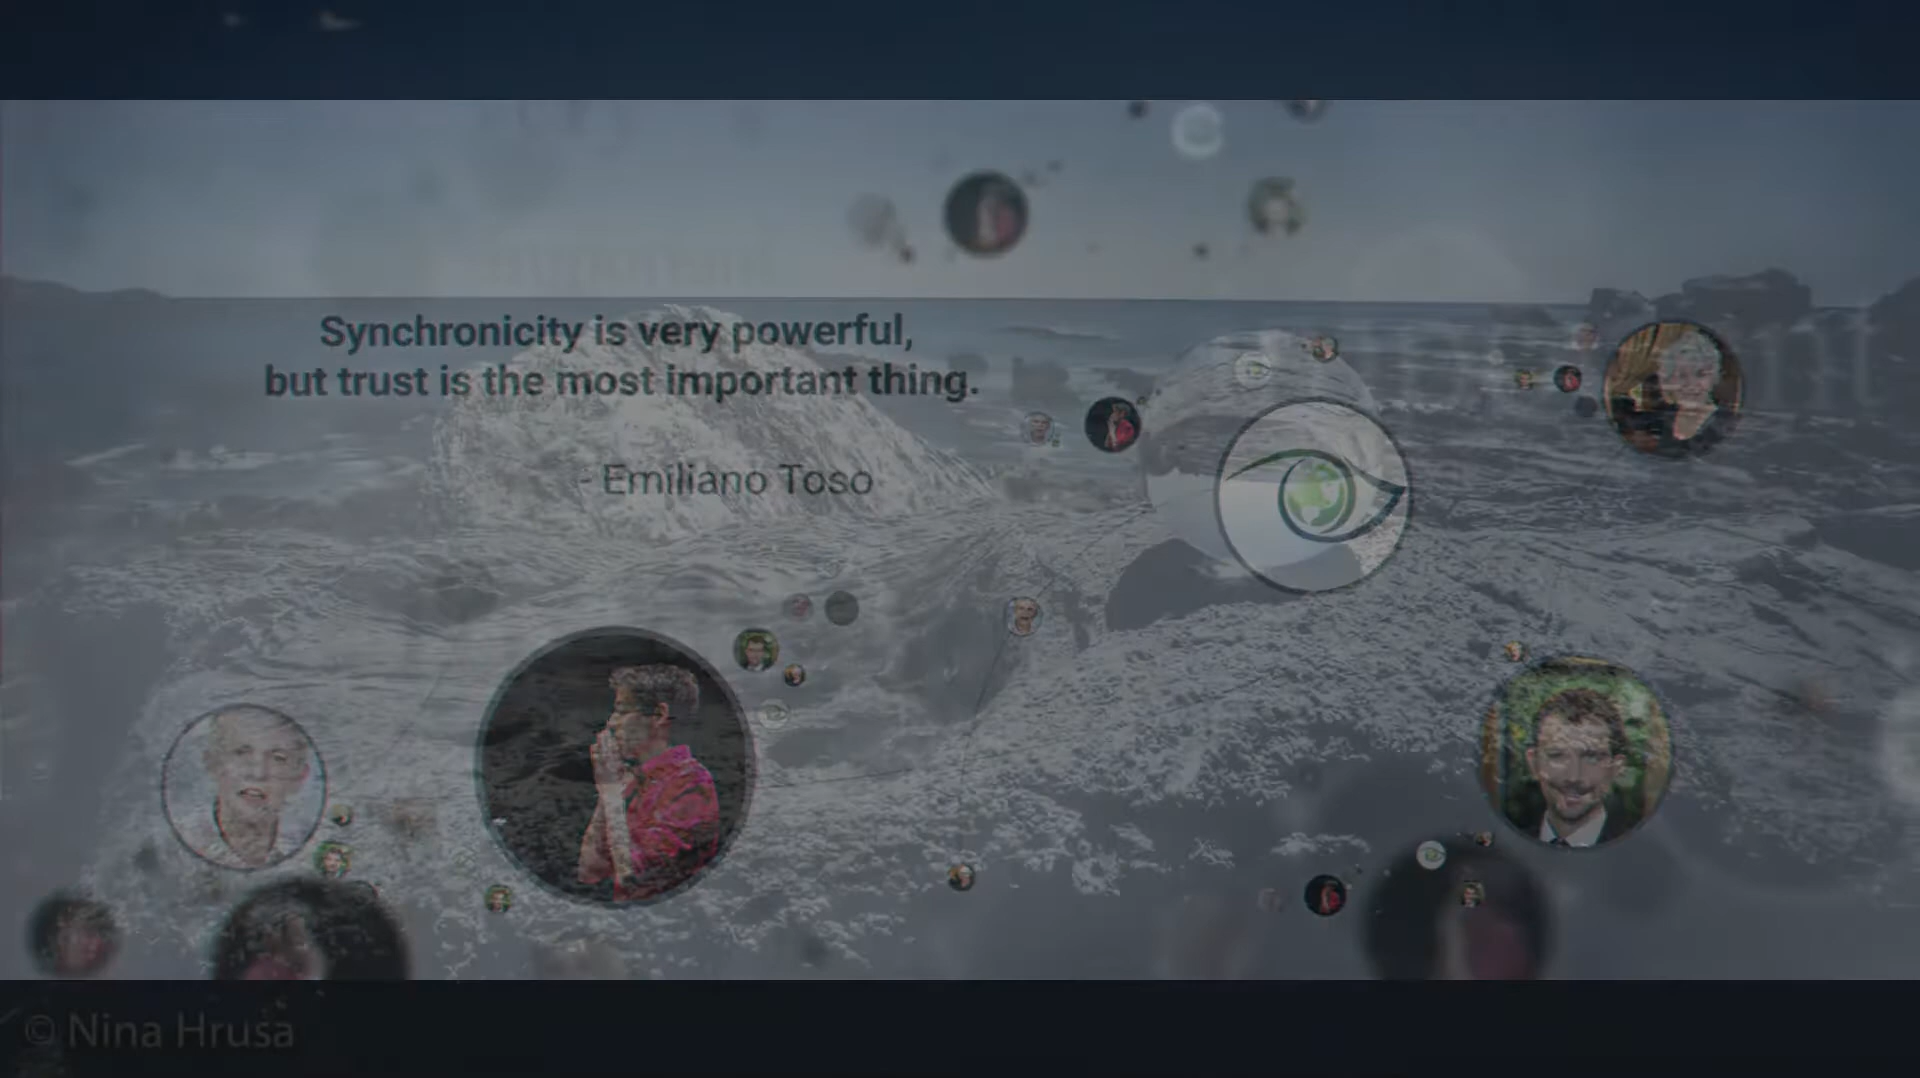 Synchronicity is very powerful,
but trust is the most important thing.
- Emiliano Toso
© Nina Hrusa